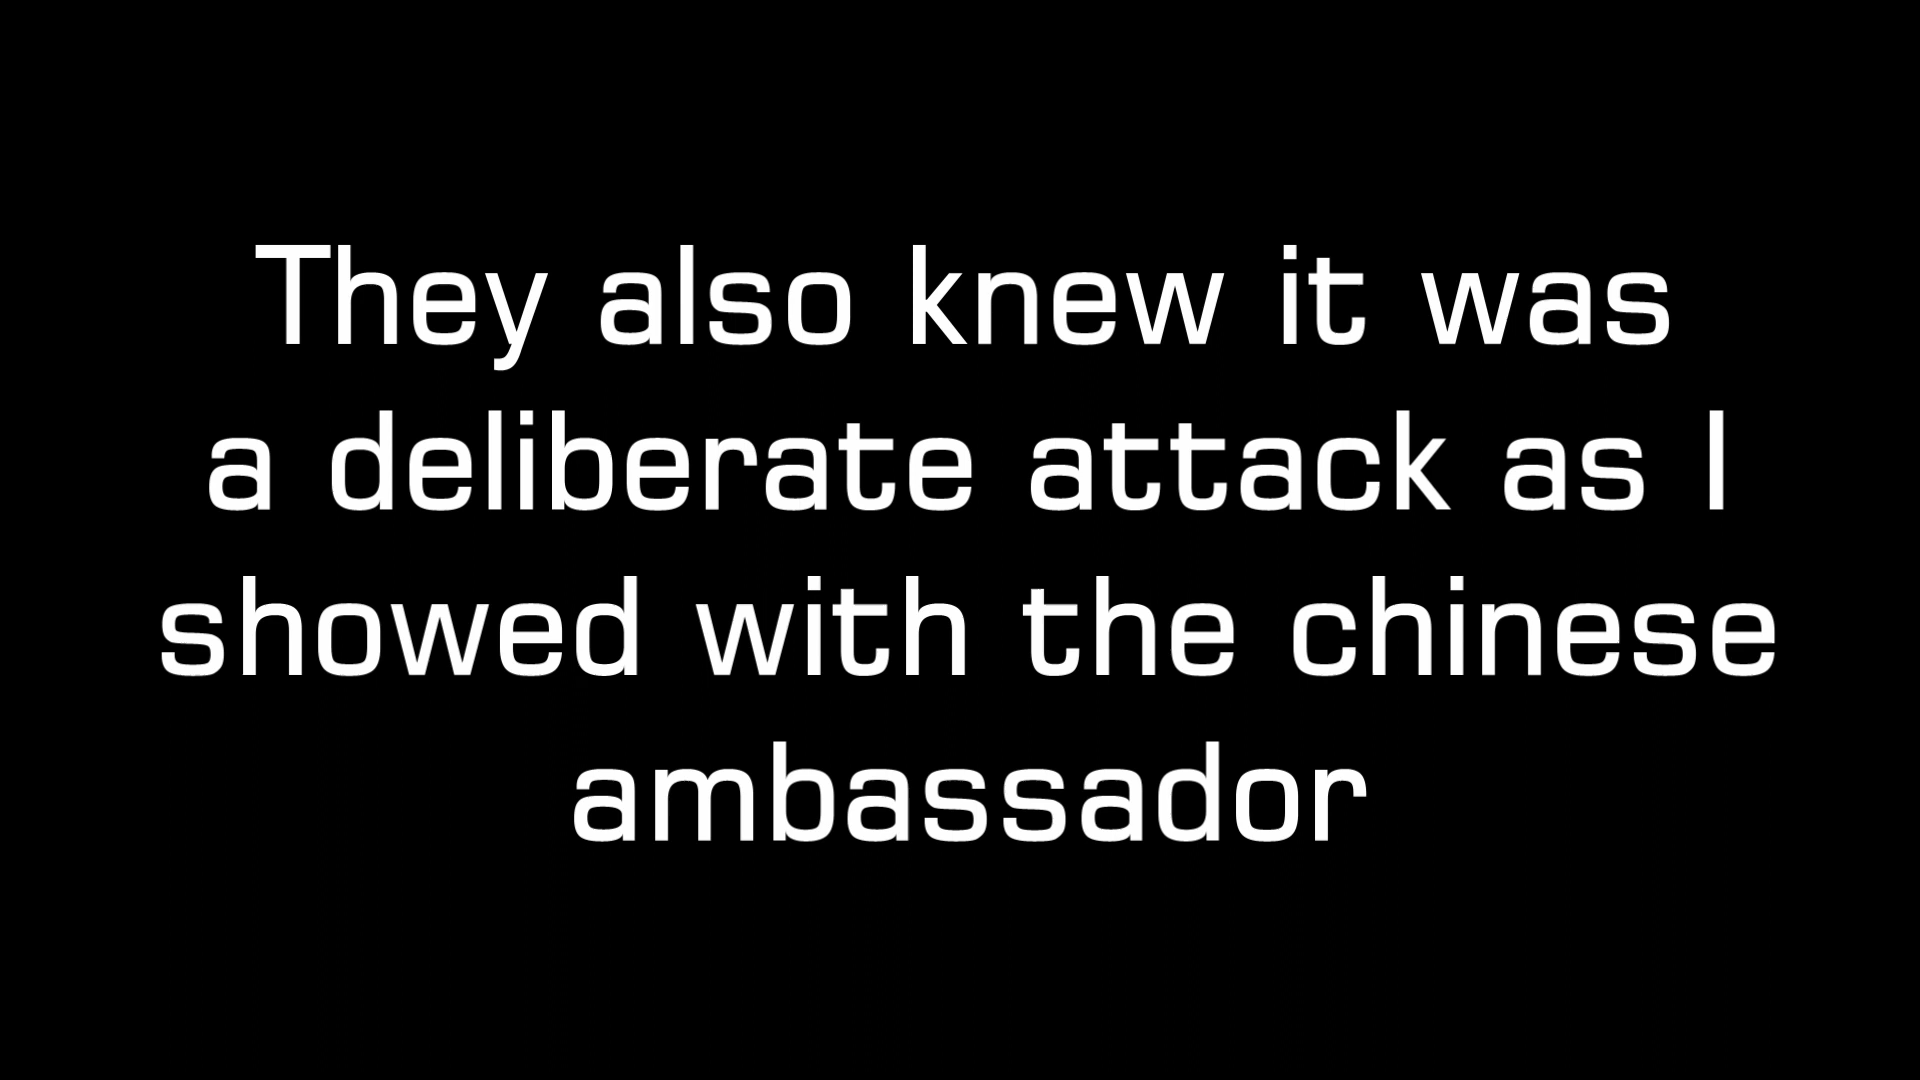 They also knew it was
a deliberate attack as I
showed with the chinese
ambassador